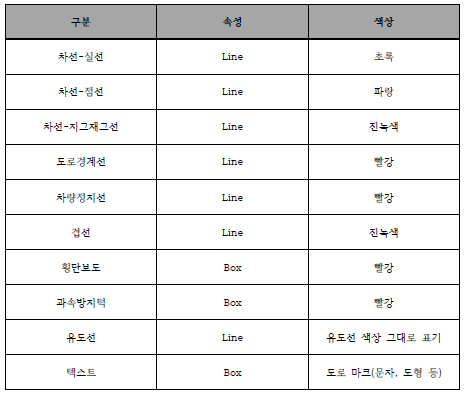 구분 속성 색상
차선-실선 Line 초록
차선-점선 Line 파랑
차선-지그재그선 Line 진녹색
도로경계선 Line 빨강
차량정지선 Line 빨강
겹선 Line 진녹색
횡단보도 Box 빨강
과속방지턱 Box 빨강
유도선 Line 유도선 색상 그대로 표기
텍스트 Box 도로 마크(문자, 도형 등)